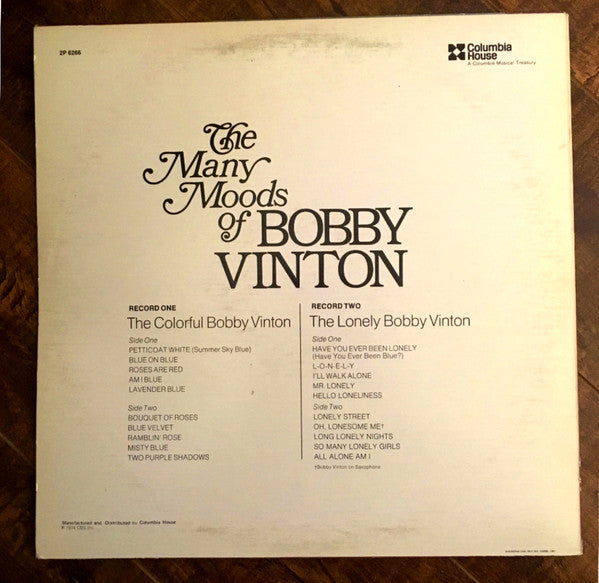 2P 6266
Columbia
House
A Columbia Musical Treasury
The
Many
Moods
of BOBBY
VINTON
RECORD ONE
The Colorful Bobby Vinton
Side One
PETTICOAT WHITE (Summer Sky Blue)
BLUE ON BLUE
ROSES ARE RED
AM I BLUE
LAVENDER BLUE
Side Two
BOUQUET OF ROSES
BLUE VELVET
RAMBLIN' ROSE
MISTY BLUE
TWO PURPLE SHADOWS
RECORD TWO
The Lonely Bobby Vinton
Side One
HAVE YOU EVER BEEN LONELY
(Have You Ever Been Blue?)
L-O-N-E-L-Y
I'LL WALK ALONE
MR. LONELY
HELLO LONELINESS
Side Two
LONELY STREET
OH, LONESOME ME†
LONG LONELY NIGHTS
SO MANY LONELY GIRLS
ALL ALONE AM I
†Bobby Vinton on Saxophone
Manufactured and Distributed by Columbia House
℗ 1974 CBS Inc.